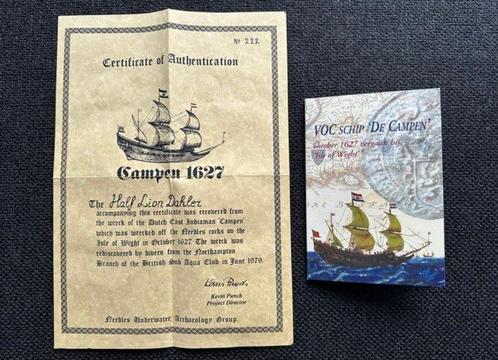 Nº 222
Certificate of Authentication
Campen 1627
The Half Lion Dahler
accompanying this certificate was recovered from
the wreck of the Dutch East Indiaman 'Campen'
which was wrecked off the Needles rocks on the
Isle of Wight in October 1627. The wreck was
rediscovered by divers from the Northampton
Branch of the British Sub Aqua Club in June 1979.
Kevin Punch
Project Director
Needles Underwater Archaeology Group.
VOC SCHIP 'DE CAMPEN'
oktober 1627 vergaan bij
'Isle of Wight'